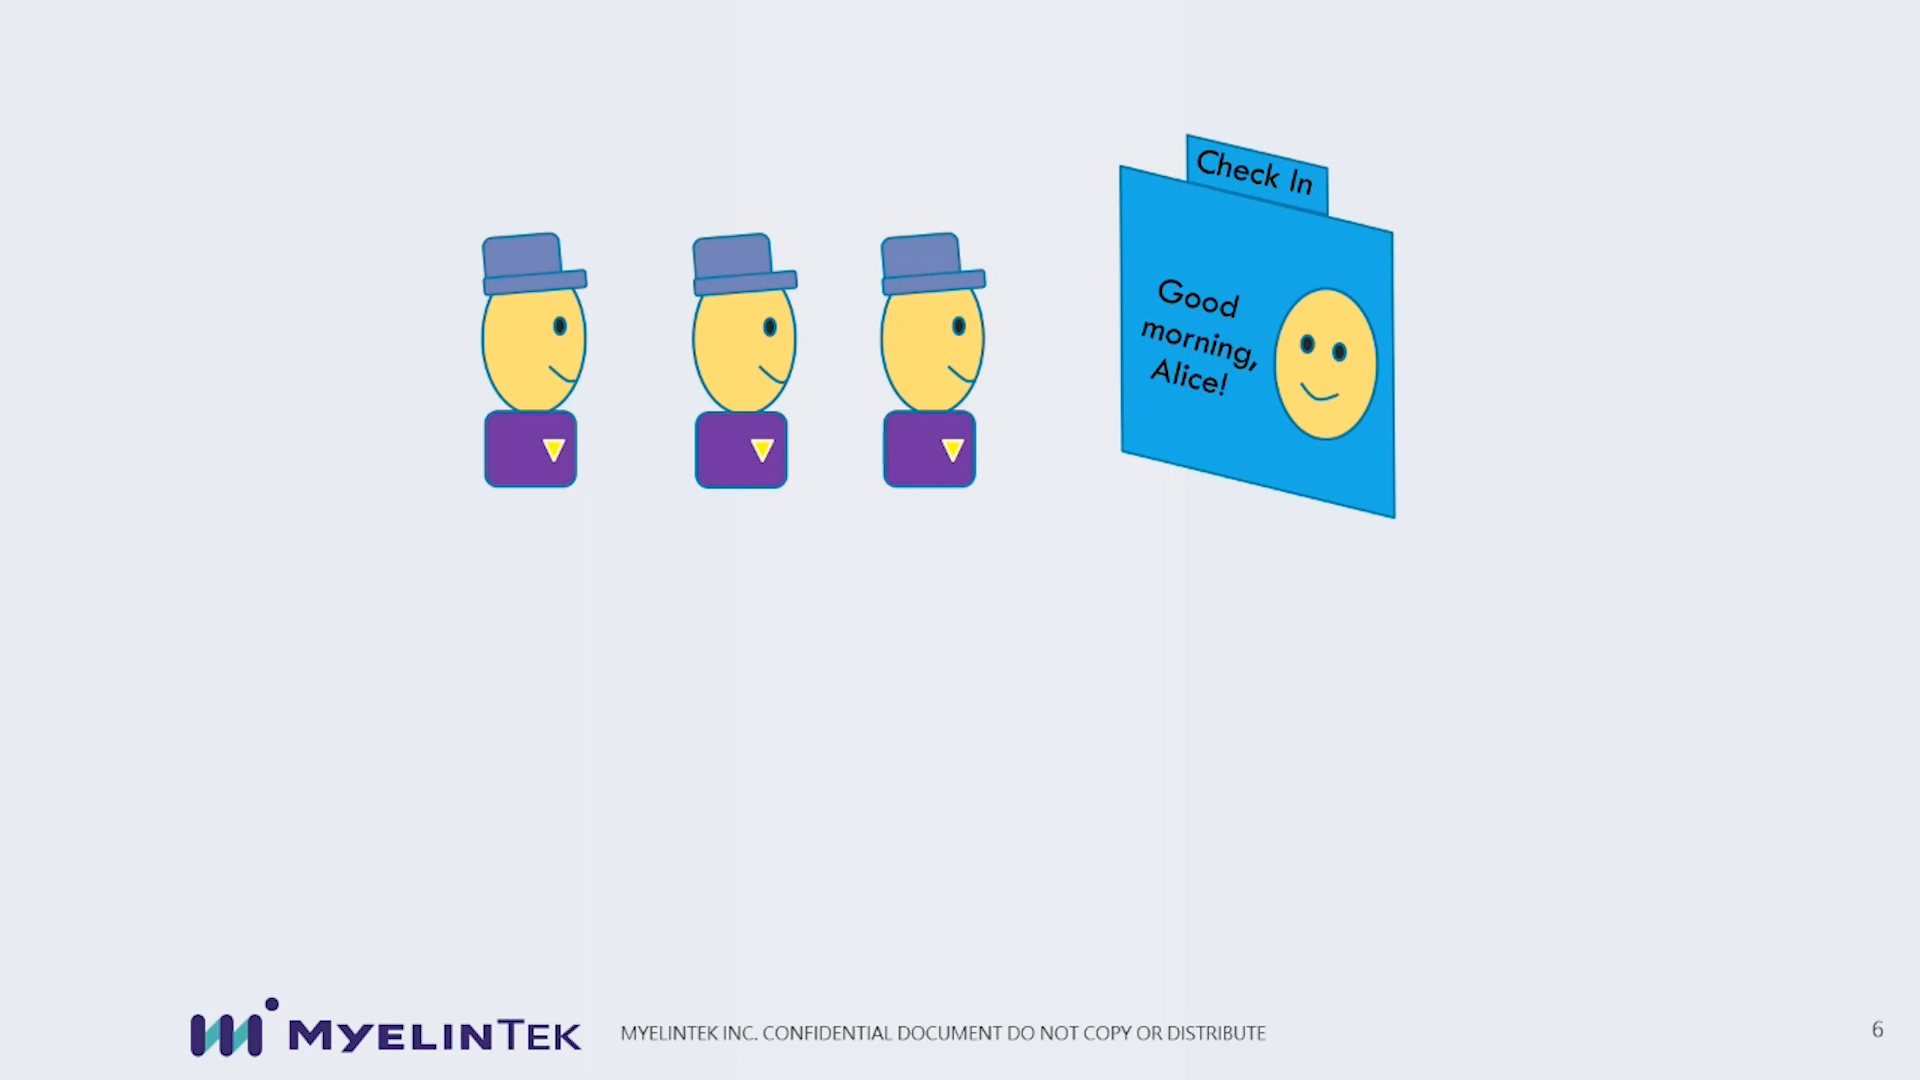 Check In
Good
morning,
Alice!
MYELINTEK
MYELINTEK INC. CONFIDENTIAL DOCUMENT DO NOT COPY OR DISTRIBUTE
6